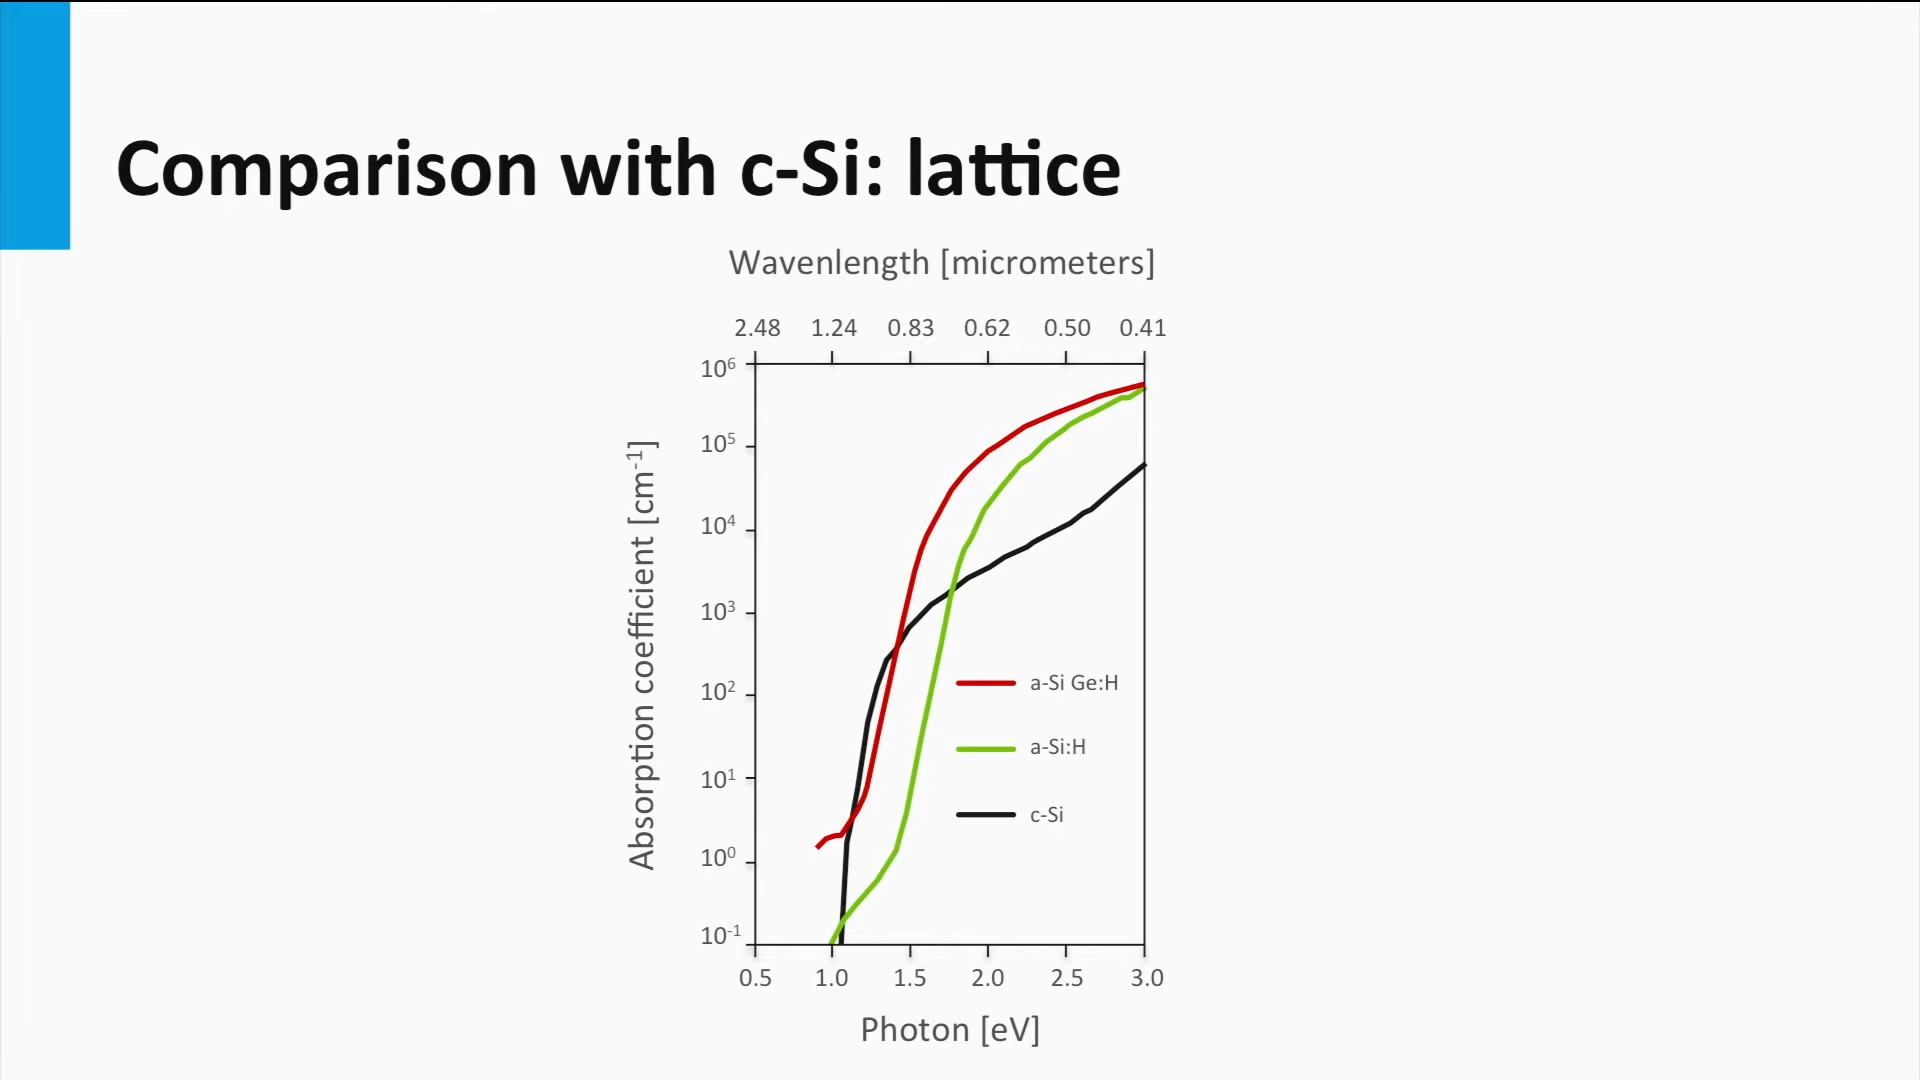 Comparison with c-Si: lattice
Wavenlength [micrometers]
2.48 1.24 0.83 0.62 0.50 0.41
Absorption coefficient [cm⁻¹]
10⁶
10⁵
10⁴
10³
10²
10¹
10⁰
10⁻¹
a-Si Ge:H
a-Si:H
c-Si
0.5 1.0 1.5 2.0 2.5 3.0
Photon [eV]